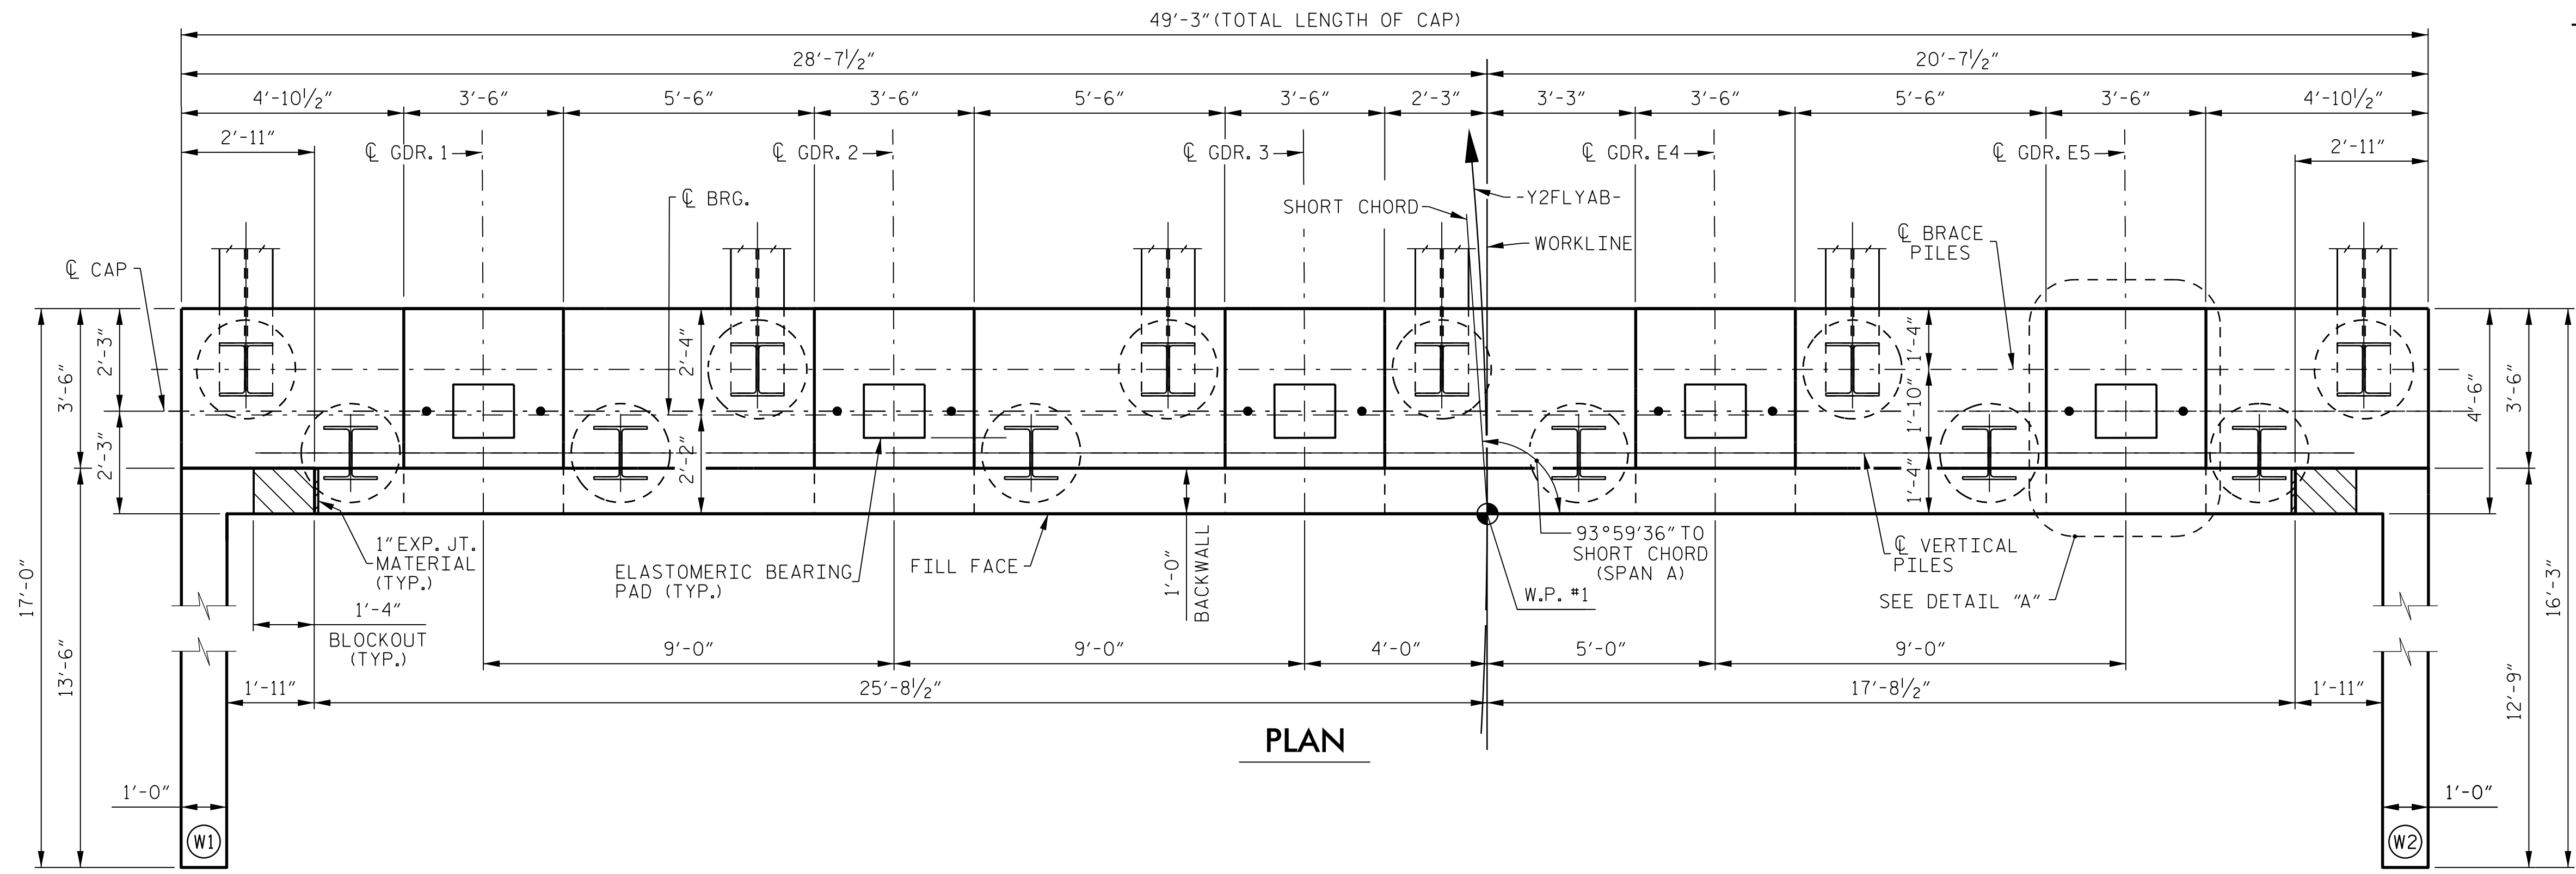 49'-3" (TOTAL LENGTH OF CAP)
28'-7½"
20'-7½"
4'-10½"
3'-6"
5'-6"
3'-6"
5'-6"
3'-6"
2'-3"
3'-3"
3'-6"
5'-6"
3'-6"
4'-10½"
2'-11"
℄ GDR. 1
℄ GDR. 2
℄ GDR. 3
℄ GDR. E4
℄ GDR. E5
2'-11"
℄ BRG.
SHORT CHORD
-Y2FLYAB-
WORKLINE
℄ BRACE
PILES
℄ CAP
17'-0"
3'-6"
13'-6"
2'-3"
2'-3"
2'-4"
2'-2"
1'-4"
1'-10"
1'-4"
4'-6"
3'-6"
12'-9"
16'-3"
1" EXP. JT.
MATERIAL
(TYP.)
1'-4"
BLOCKOUT
(TYP.)
ELASTOMERIC BEARING
PAD (TYP.)
FILL FACE
1'-0"
BACKWALL
W.P. #1
93°59'36" TO
SHORT CHORD
(SPAN A)
℄ VERTICAL
PILES
SEE DETAIL "A"
9'-0"
9'-0"
4'-0"
5'-0"
9'-0"
1'-11"
25'-8½"
17'-8½"
1'-11"
PLAN
1'-0"
1'-0"
W1
W2